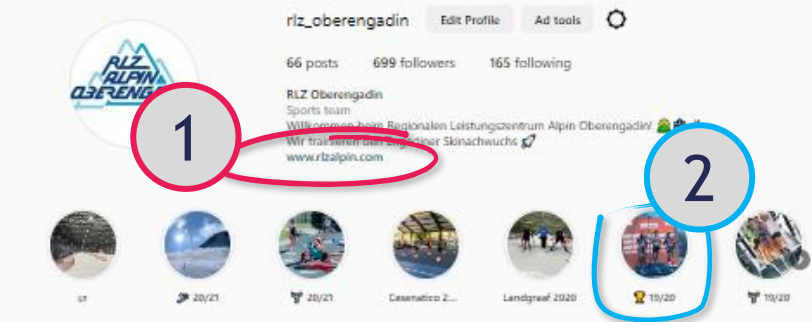 rlz_oberengadin Edit Profile Ad tools
66 posts 699 followers 165 following
RLZ ALPIN OBERENG
RLZ Oberengadin
Sports team
Willkommen beim Regionalen Leistungszentrum Alpin Oberengadin!
Wir trainieren den Engadiner Skinachwuchs
www.rlzalpin.com
1
2
LT
20/21
20/21
Cesenatico 2...
Landgraaf 2020
19/20
19/20